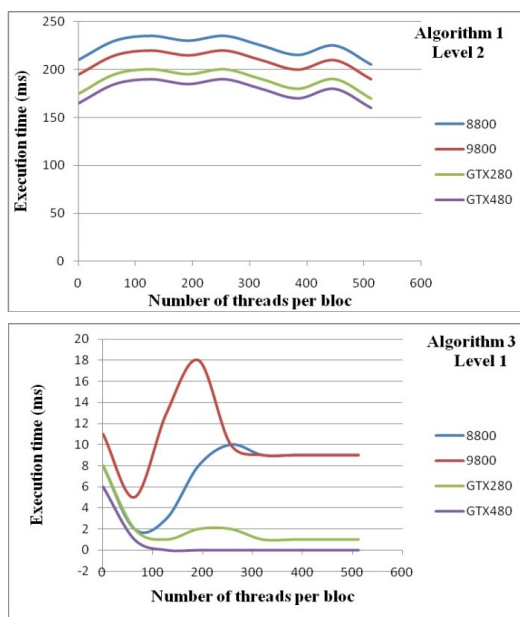 Algorithm 1
Level 2
Execution time (ms)
250
200
150
100
50
0
0 100 200 300 400 500 600
Number of threads per bloc
8800
9800
GTX280
GTX480
Algorithm 3
Level 1
Execution time (ms)
20
18
16
14
12
10
8
6
4
2
0
-2
0 100 200 300 400 500 600
Number of threads per bloc
8800
9800
GTX280
GTX480